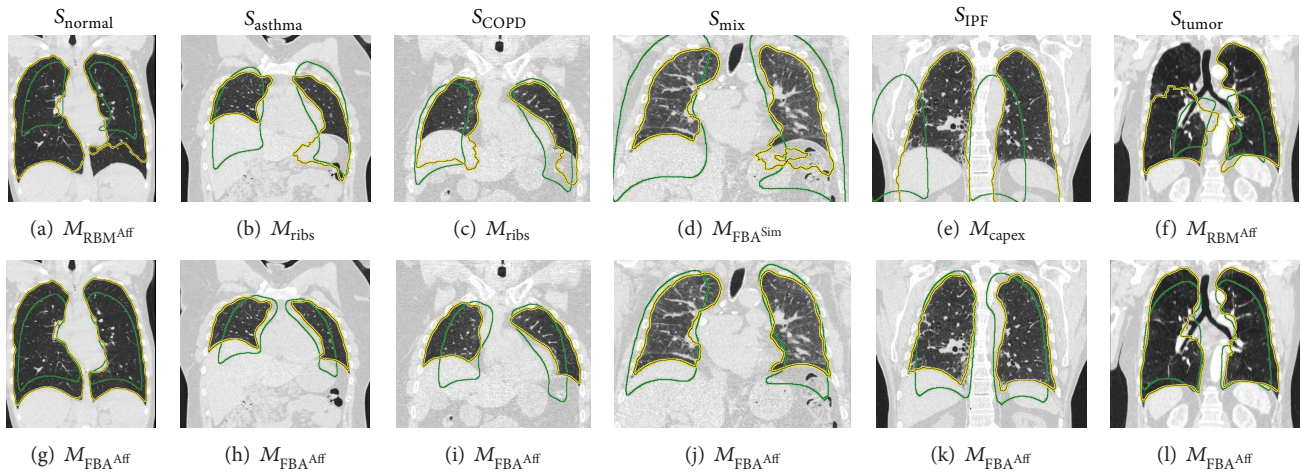 S_normal S_asthma S_COPD S_mix S_IPF S_tumor
(a) M_RBM^Aff (b) M_ribs (c) M_ribs (d) M_FBA^Sim (e) M_capex (f) M_RBM^Aff
(g) M_FBA^Aff (h) M_FBA^Aff (i) M_FBA^Aff (j) M_FBA^Aff (k) M_FBA^Aff (l) M_FBA^Aff